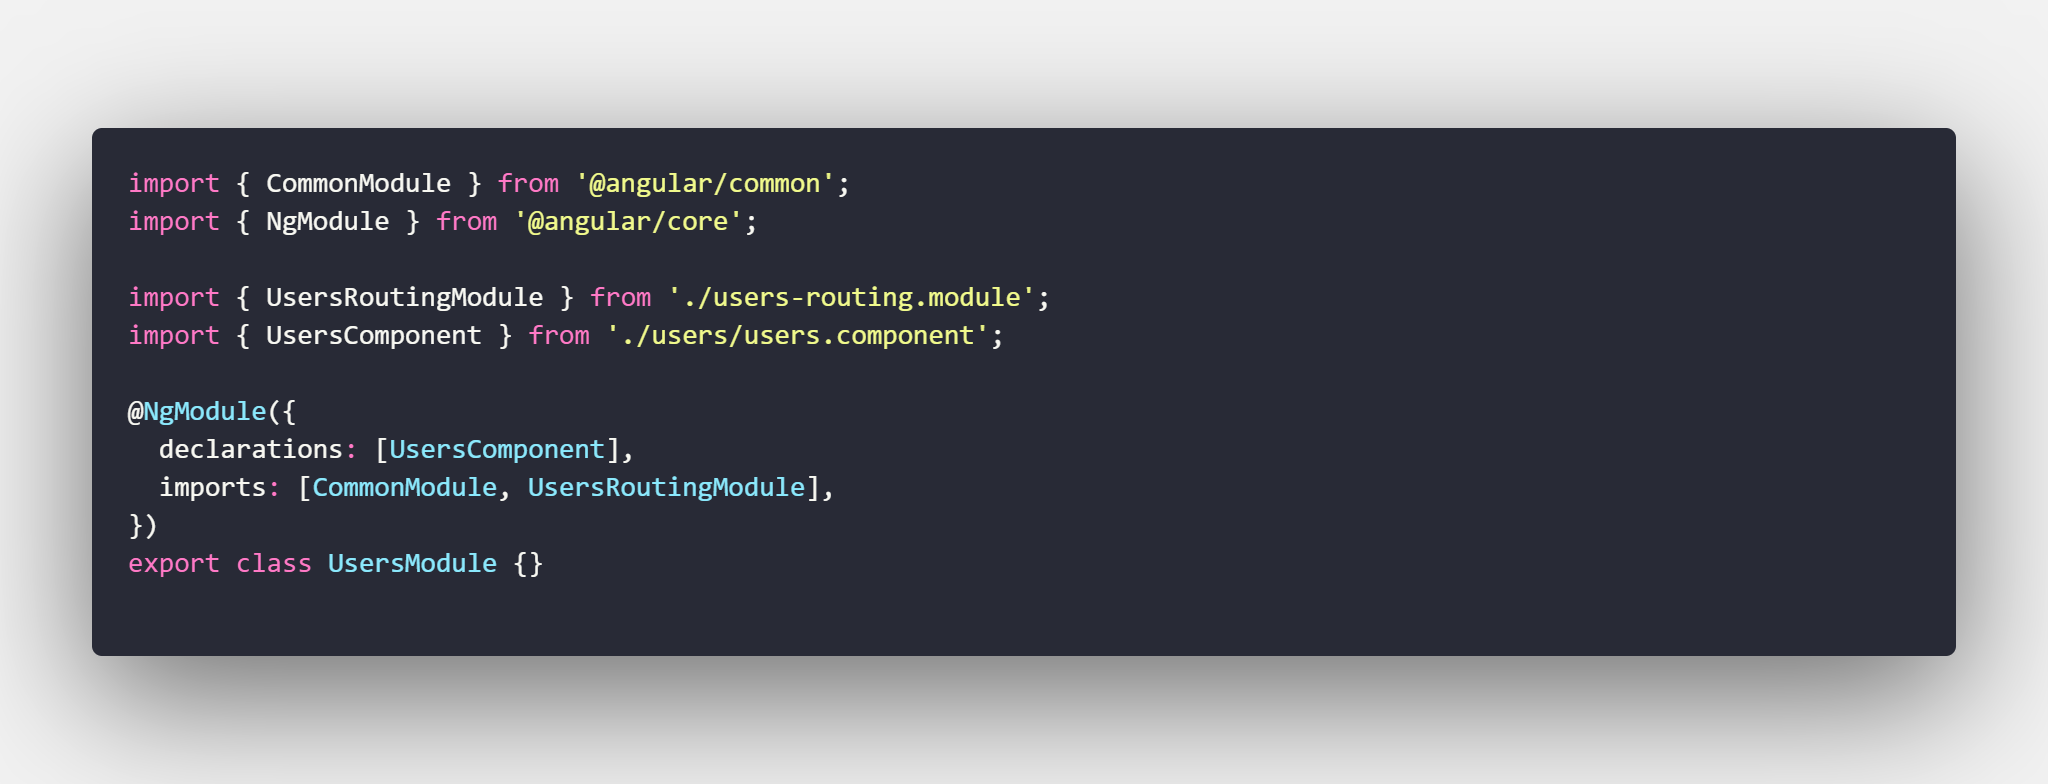 import { CommonModule } from '@angular/common';
import { NgModule } from '@angular/core';

import { UsersRoutingModule } from './users-routing.module';
import { UsersComponent } from './users/users.component';

@NgModule({
  declarations: [UsersComponent],
  imports: [CommonModule, UsersRoutingModule],
})
export class UsersModule {}